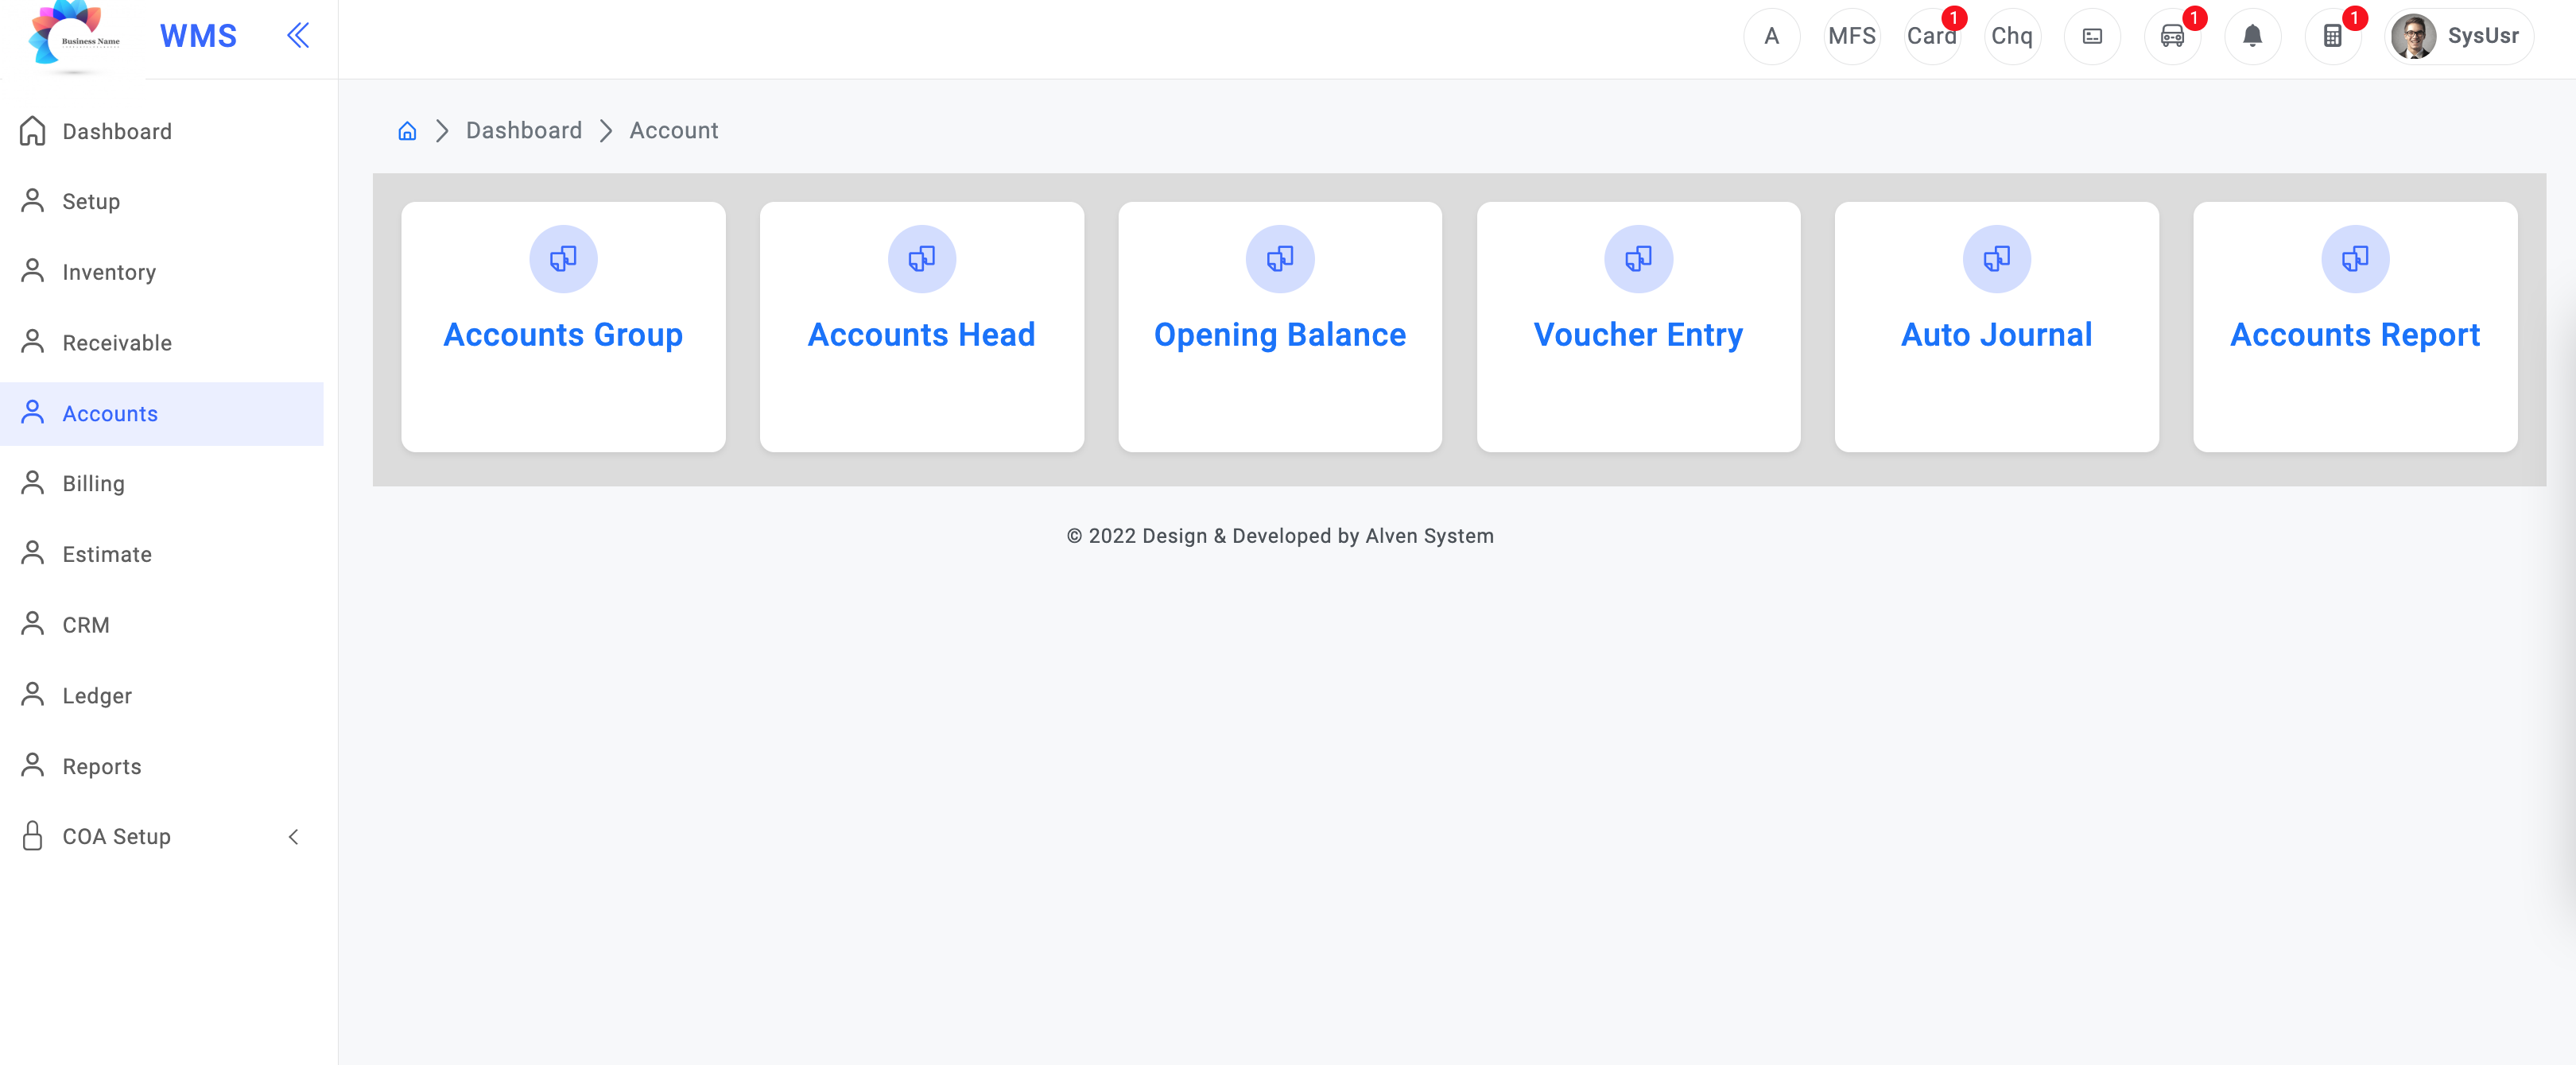 Business Name
WMS
A
MFS
Card
1
Chq
1
1
SysUsr
Dashboard
Setup
Inventory
Receivable
Accounts
Billing
Estimate
CRM
Ledger
Reports
COA Setup
Dashboard
Account
Accounts Group
Accounts Head
Opening Balance
Voucher Entry
Auto Journal
Accounts Report
© 2022 Design & Developed by Alven System